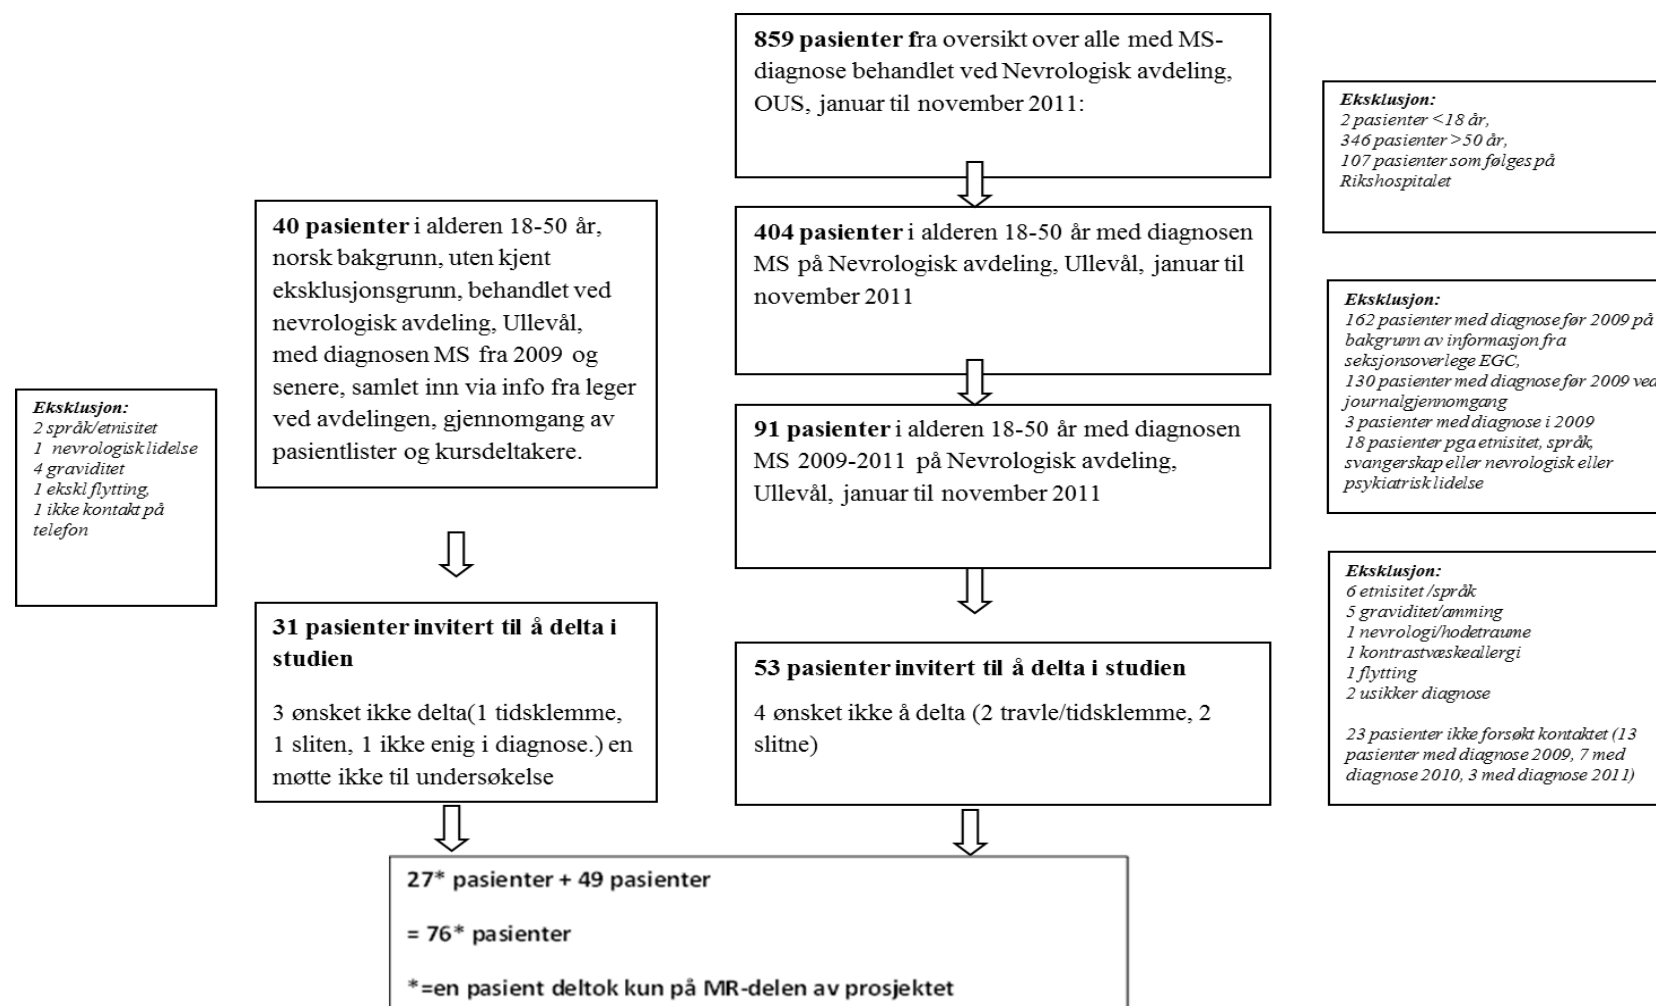 859 pasienter fra oversikt over alle med MS-
diagnose behandlet ved Nevrologisk avdeling,
OUS, januar til november 2011:
Eksklusjon:
2 pasienter <18 år,
346 pasienter >50 år,
107 pasienter som følges på
Rikshospitalet
404 pasienter i alderen 18-50 år med diagnosen
MS på Nevrologisk avdeling, Ullevål, januar til
november 2011
Eksklusjon:
162 pasienter med diagnose før 2009 på
bakgrunn av informasjon fra
seksjonsoverlege EGC,
130 pasienter med diagnose før 2009 ved
journalgjennomgang
3 pasienter med diagnose i 2009
18 pasienter pga etnisitet, språk,
svangerskap eller nevrologisk eller
psykiatrisk lidelse
91 pasienter i alderen 18-50 år med diagnosen
MS 2009-2011 på Nevrologisk avdeling,
Ullevål, januar til november 2011
Eksklusjon:
6 etnisitet /språk
5 graviditet/amming
1 nevrologi/hodetraume
1 kontrastvæskeallergi
1 flytting
2 usikker diagnose
23 pasienter ikke forsøkt kontaktet (13
pasienter med diagnose 2009, 7 med
diagnose 2010, 3 med diagnose 2011)
53 pasienter invitert til å delta i studien
4 ønsket ikke å delta (2 travle/tidsklemme, 2
slitne)
40 pasienter i alderen 18-50 år,
norsk bakgrunn, uten kjent
eksklusjonsgrunn, behandlet ved
nevrologisk avdeling, Ullevål,
med diagnosen MS fra 2009 og
senere, samlet inn via info fra leger
ved avdelingen, gjennomgang av
pasientlister og kursdeltakere.
Eksklusjon:
2 språk/etnisitet
1 nevrologisk lidelse
4 graviditet
1 ekskl flytting,
1 ikke kontakt på
telefon
31 pasienter invitert til å delta i
studien
3 ønsket ikke delta(1 tidsklemme,
1 sliten, 1 ikke enig i diagnose.) en
møtte ikke til undersøkelse
27* pasienter + 49 pasienter
= 76* pasienter
*=en pasient deltok kun på MR-delen av prosjektet